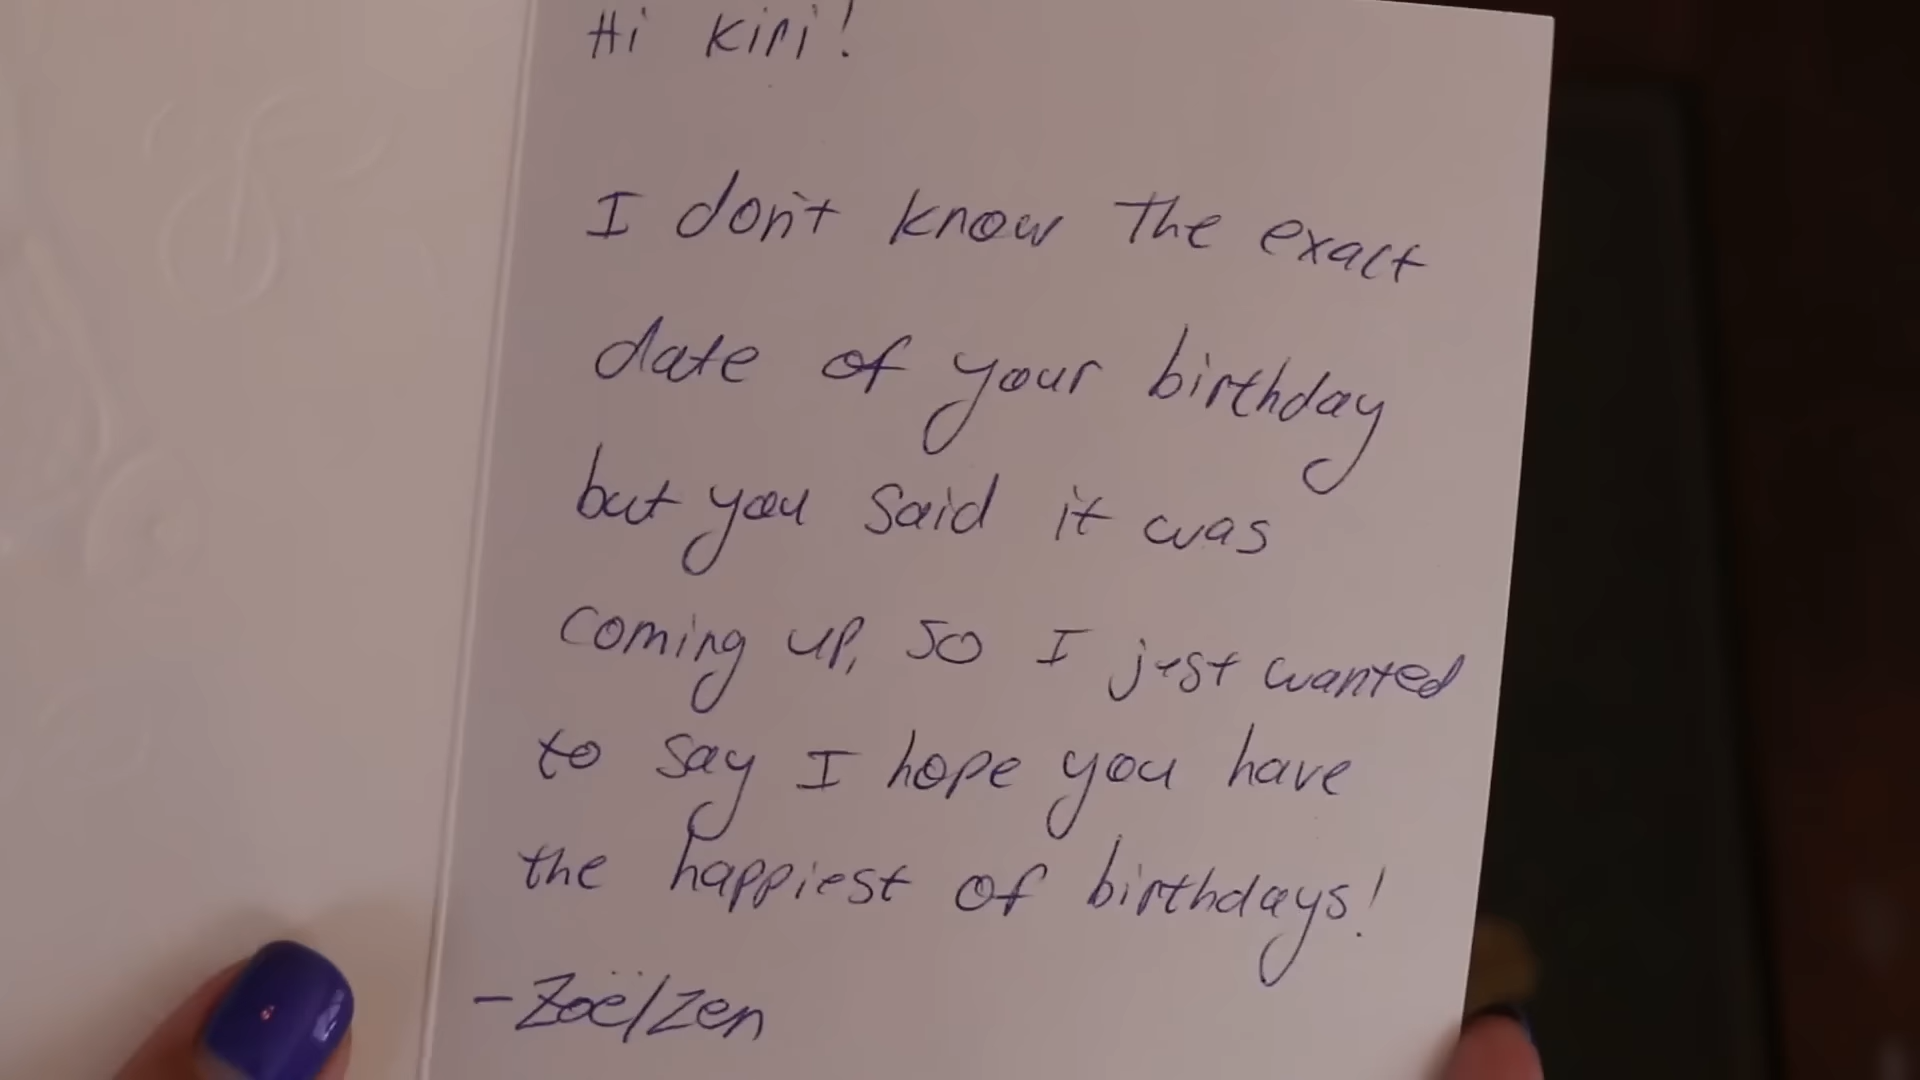 Hi Kiri!
I don't know the exact
date of your birthday
but you said it was
coming up, so I just wanted
to say I hope you have
the happiest of birthdays!
-Zoë/Zen